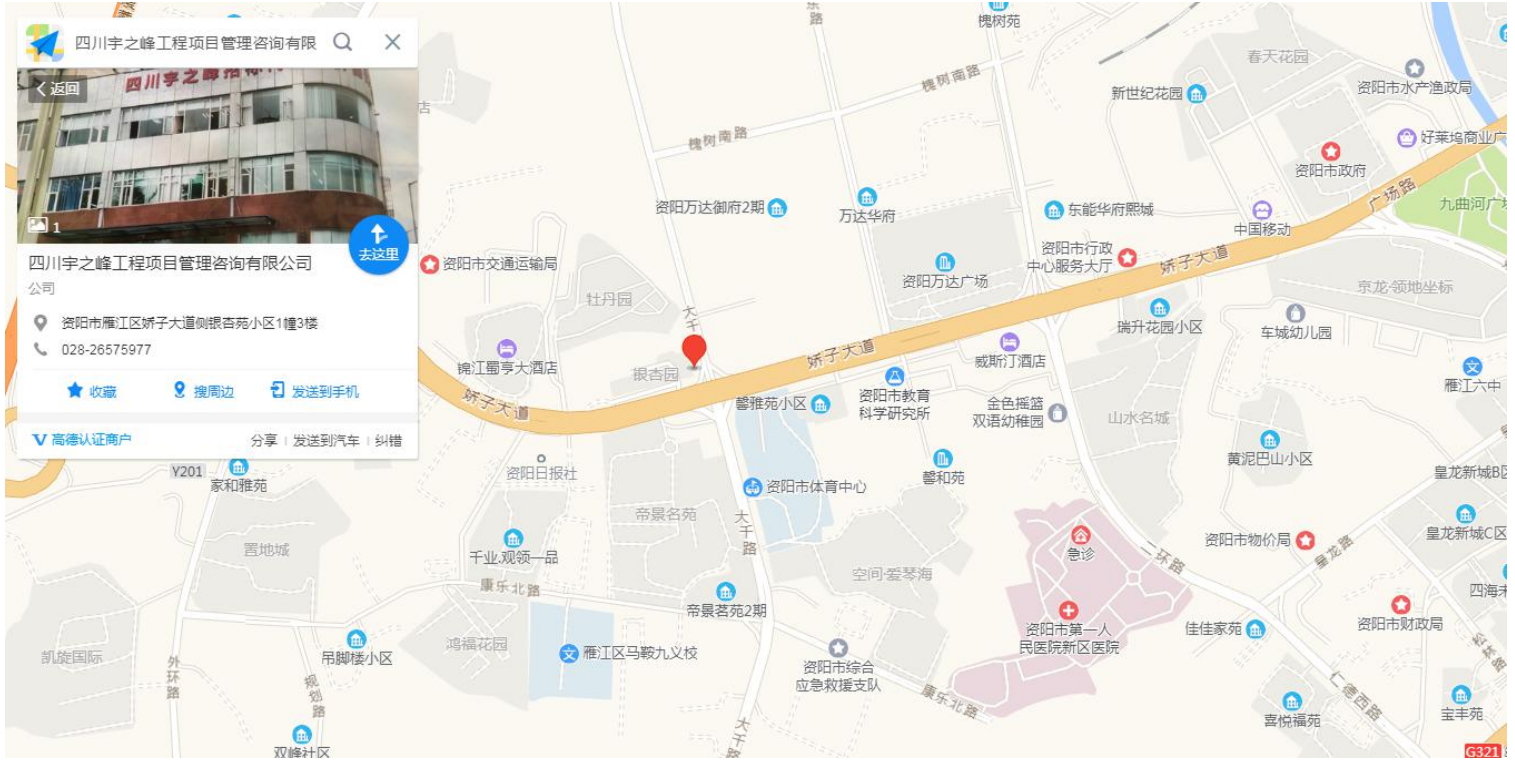 四川宇之峰工程项目管理咨询有限
返回
四川宇之峰招标代
1
去这里
四川宇之峰工程项目管理咨询有限公司
公司
资阳市雁江区娇子大道侧银杏苑小区1幢3楼
028-26575977
收藏
搜周边
发送到手机
高德认证商户
分享
发送到汽车
纠错
东
路
槐树苑
春天花园
资阳市水产渔政局
新世纪花园
槐树南路
店
槐树南路
好莱坞商业广
资阳市政府
广场路
九曲河广场
资阳万达御府2期
万达华府
东能华府熙城
中国移动
资阳市行政
中心服务大厅
娇子大道
资阳市交通运输局
资阳万达广场
京龙·领地坐标
牡丹园
大千
瑞升花园小区
车城幼儿园
锦江蜀亨大酒店
银杏园
娇子大道
威斯汀酒店
雁江六中
娇子大道
馨雅苑小区
资阳市教育
科学研究所
金色摇篮
双语幼稚园
山水名城
黄泥巴山小区
Y201
家和雅苑
资阳日报社
资阳市体育中心
馨和苑
皇龙新城B区
帝景名苑
大千路
置地城
千业.观领一品
急诊
二环路
资阳市物价局
皇龙路
皇龙新城C区
空间·爱琴海
康乐北路
帝景茗苑2期
四海未
资阳市第一人
民医院新区医院
佳佳家苑
资阳市财政局
鸿福花园
雁江区马鞍九义校
凯旋国际
外环路
吊脚楼小区
资阳市综合
应急救援支队
规划路
康乐北路
仁德西路
喜悦福苑
宝丰苑
双峰社区
大千路
G321